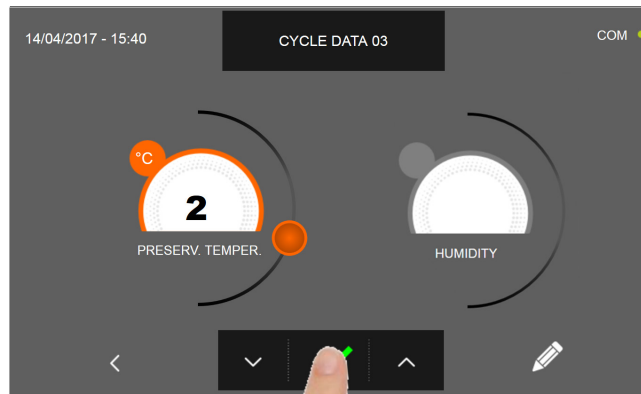 14/04/2017 - 15:40
CYCLE DATA 03
COM
°C
2
PRESERV. TEMPER.
HUMIDITY